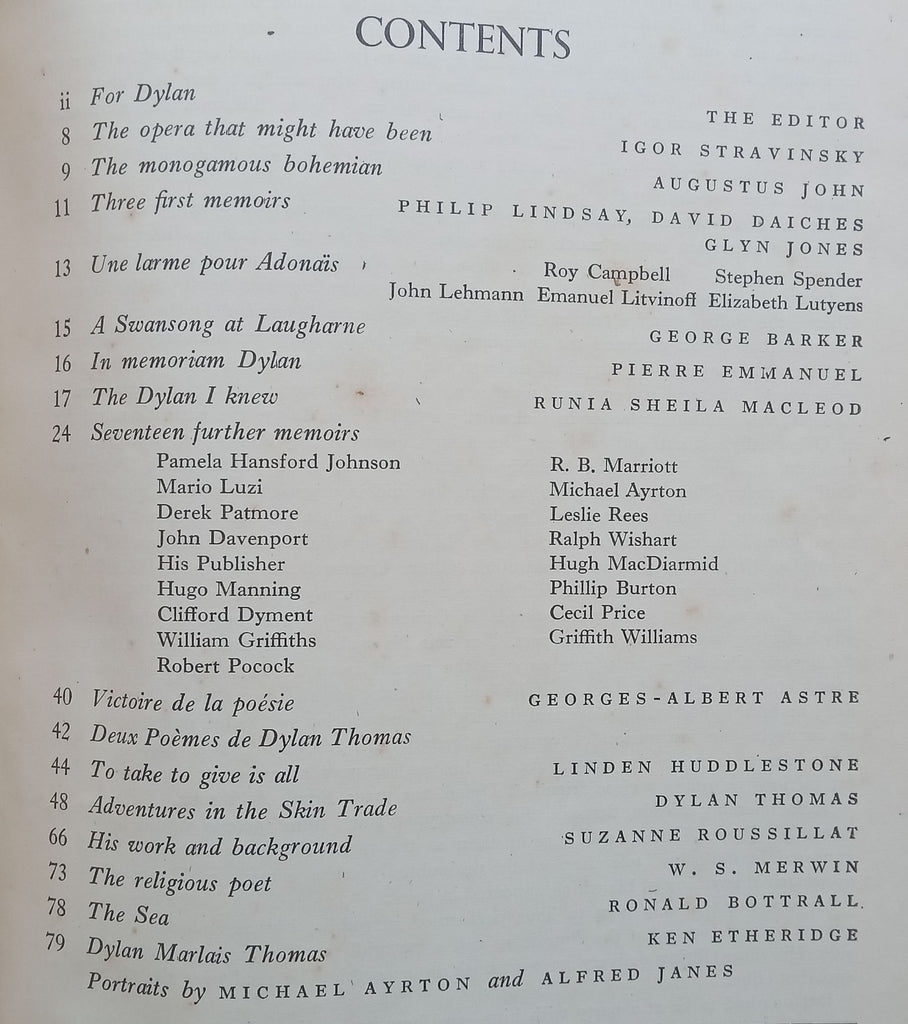 CONTENTS
ii For Dylan THE EDITOR
8 The opera that might have been IGOR STRAVINSKY
9 The monogamous bohemian AUGUSTUS JOHN
11 Three first memoirs PHILIP LINDSAY, DAVID DAICHES
GLYN JONES
13 Une larme pour Adonaïs Roy Campbell Stephen Spender
John Lehmann Emanuel Litvinoff Elizabeth Lutyens
15 A Swansong at Laugharne GEORGE BARKER
16 In memoriam Dylan PIERRE EMMANUEL
17 The Dylan I knew RUNIA SHEILA MACLEOD
24 Seventeen further memoirs
Pamela Hansford Johnson R. B. Marriott
Mario Luzi Michael Ayrton
Derek Patmore Leslie Rees
John Davenport Ralph Wishart
His Publisher Hugh MacDiarmid
Hugo Manning Phillip Burton
Clifford Dyment Cecil Price
William Griffiths Griffith Williams
Robert Pocock
40 Victoire de la poésie GEORGES-ALBERT ASTRE
42 Deux Poèmes de Dylan Thomas
44 To take to give is all LINDEN HUDDLESTONE
48 Adventures in the Skin Trade DYLAN THOMAS
66 His work and background SUZANNE ROUSSILLAT
73 The religious poet W. S. MERWIN
78 The Sea RONALD BOTTRALL
79 Dylan Marlais Thomas KEN ETHERIDGE
Portraits by MICHAEL AYRTON and ALFRED JANES